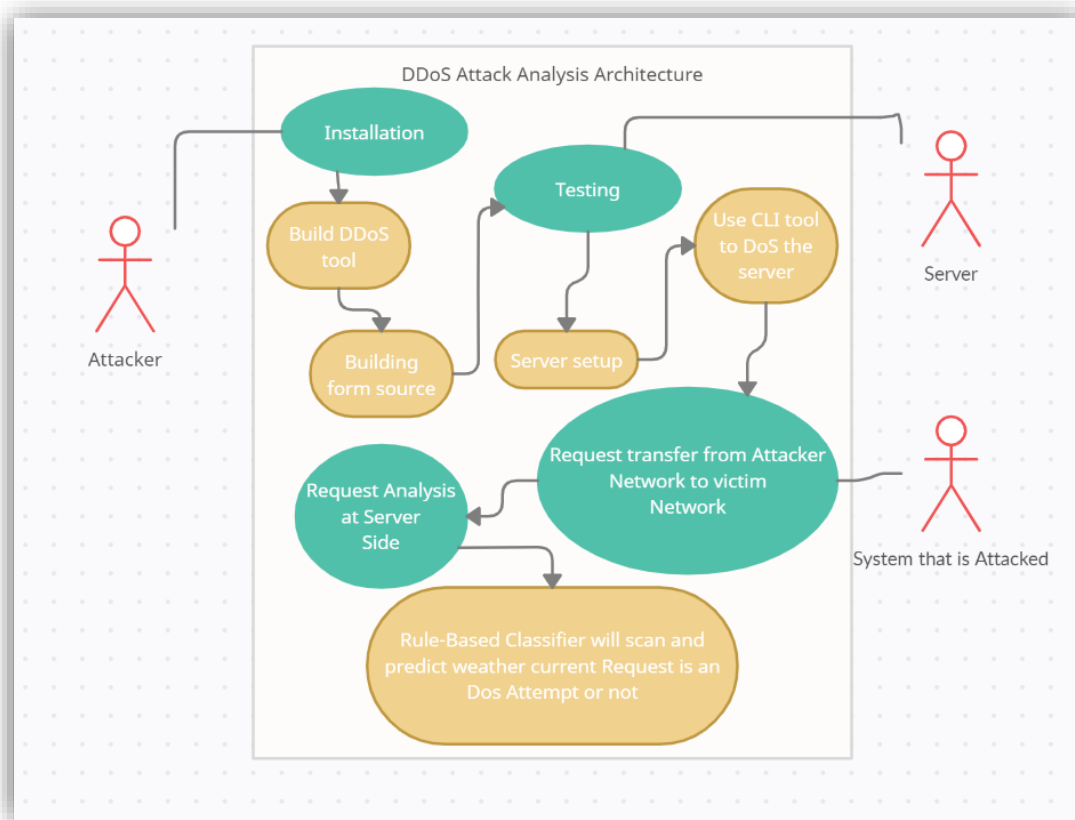 DDoS Attack Analysis Architecture
Installation
Build DDoS
tool
Building
form source
Testing
Server setup
Use CLI tool
to DoS the
server
Attacker
Server
Request transfer from Attacker
Network to victim
Network
System that is Attacked
Request Analysis
at Server
Side
Rule-Based Classifier will scan and
predict weather current Request is an
Dos Attempt or not